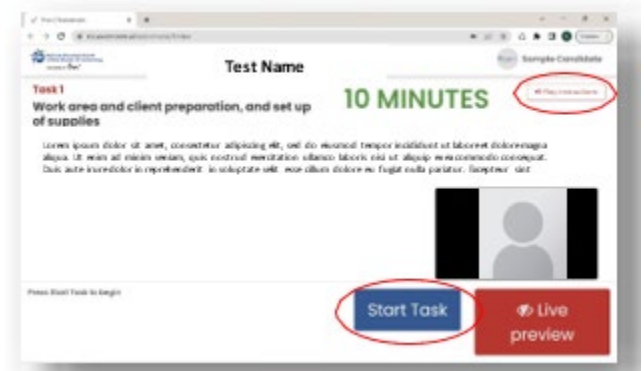 Test Name
Sample Candidate
Task 1
10 MINUTES
Play instructions
Work area and client preparation, and set up
of supplies
Lorem ipsum dolor sit amet, consectetur adipiscing elit, sed do eiusmod tempor incididunt ut labore et dolore magna
aliqua. Ut enim ad minim veniam, quis nostrud exercitation ullamco laboris nisi ut aliquip ex ea commodo consequat.
Duis aute irure dolor in reprehenderit in voluptate velit esse cillum dolore eu fugiat nulla pariatur. Excepteur sint
Press Start Task to begin
Start Task
Live
preview